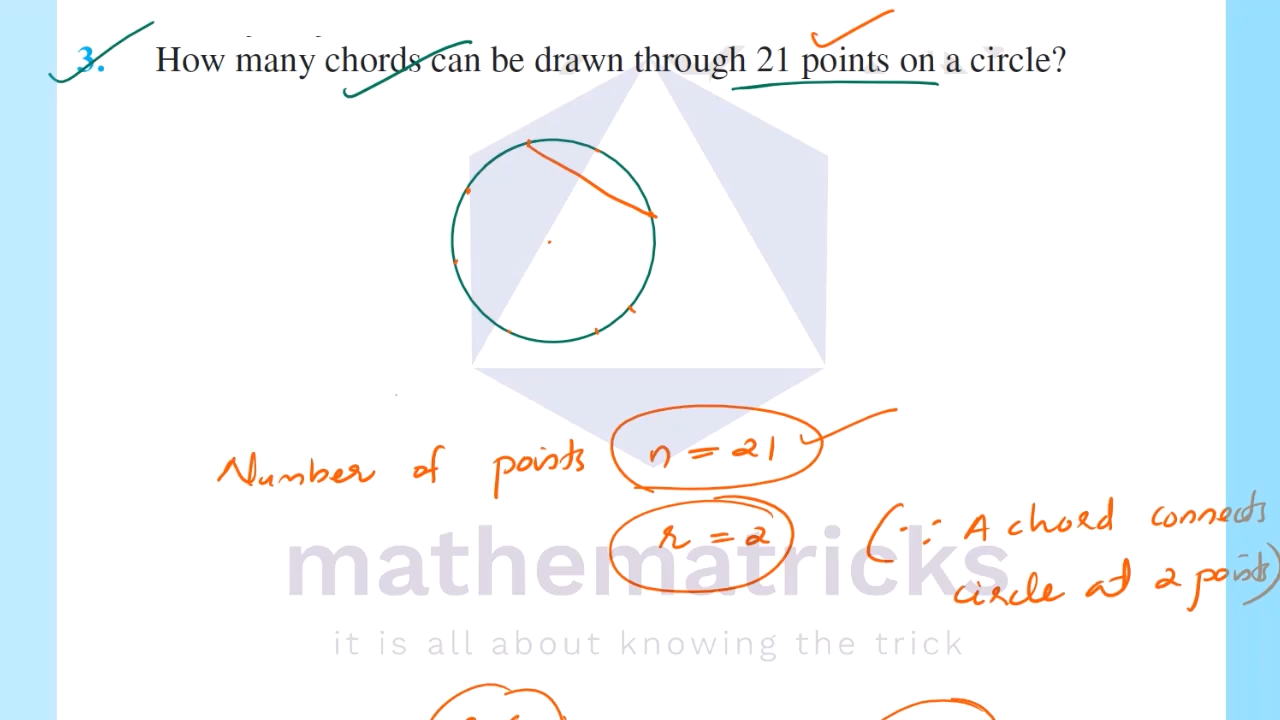 3. How many chords can be drawn through 21 points on a circle?
Number of points n = 21
r = 2 (∵ A chord connects
circle at 2 points)
mathematricks
it is all about knowing the trick